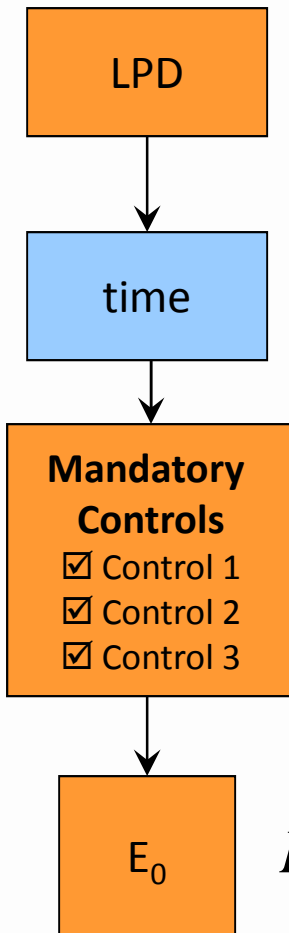 LPD
time
Mandatory
Controls
☑ Control 1
☑ Control 2
☑ Control 3
E₀